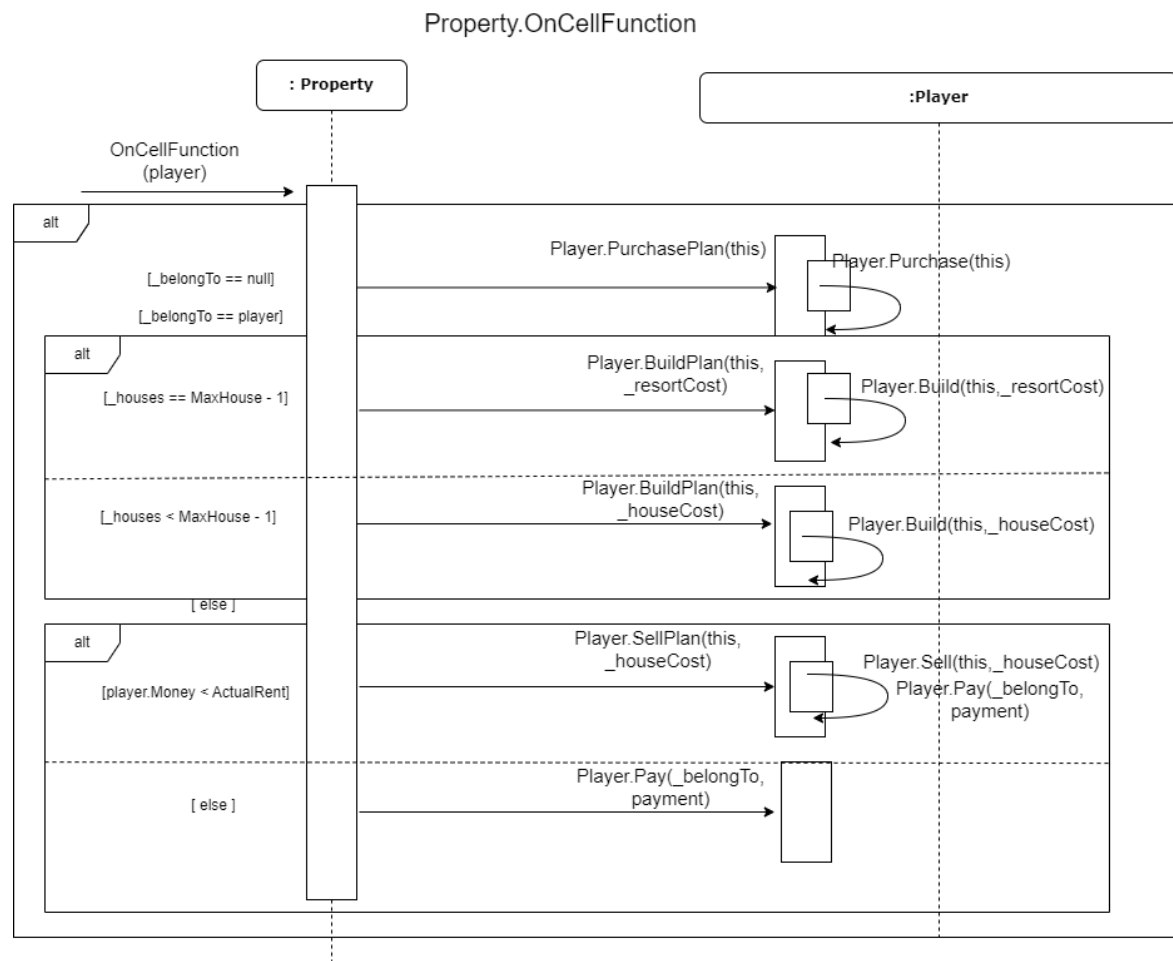 Property.OnCellFunction
: Property
:Player
OnCellFunction
(player)
alt
Player.PurchasePlan(this)
Player.Purchase(this)
[_belongTo == null]
[_belongTo == player]
alt
Player.BuildPlan(this,
_resortCost)
Player.Build(this,_resortCost)
[_houses == MaxHouse - 1]
Player.BuildPlan(this,
_houseCost)
[_houses < MaxHouse - 1]
Player.Build(this,_houseCost)
[ else ]
alt
Player.SellPlan(this,
_houseCost)
Player.Sell(this,_houseCost)
[player.Money < ActualRent]
Player.Pay(_belongTo,
payment)
Player.Pay(_belongTo,
payment)
[ else ]